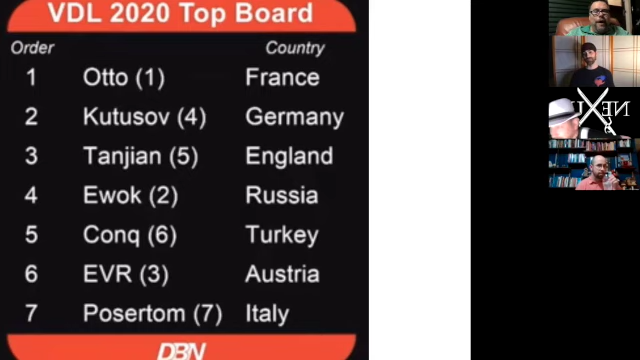 VDL 2020 Top Board
Order Country
1 Otto (1) France
2 Kutusov (4) Germany
3 Tanjian (5) England
4 Ewok (2) Russia
5 Conq (6) Turkey
6 EVR (3) Austria
7 Posertom (7) Italy
DBN